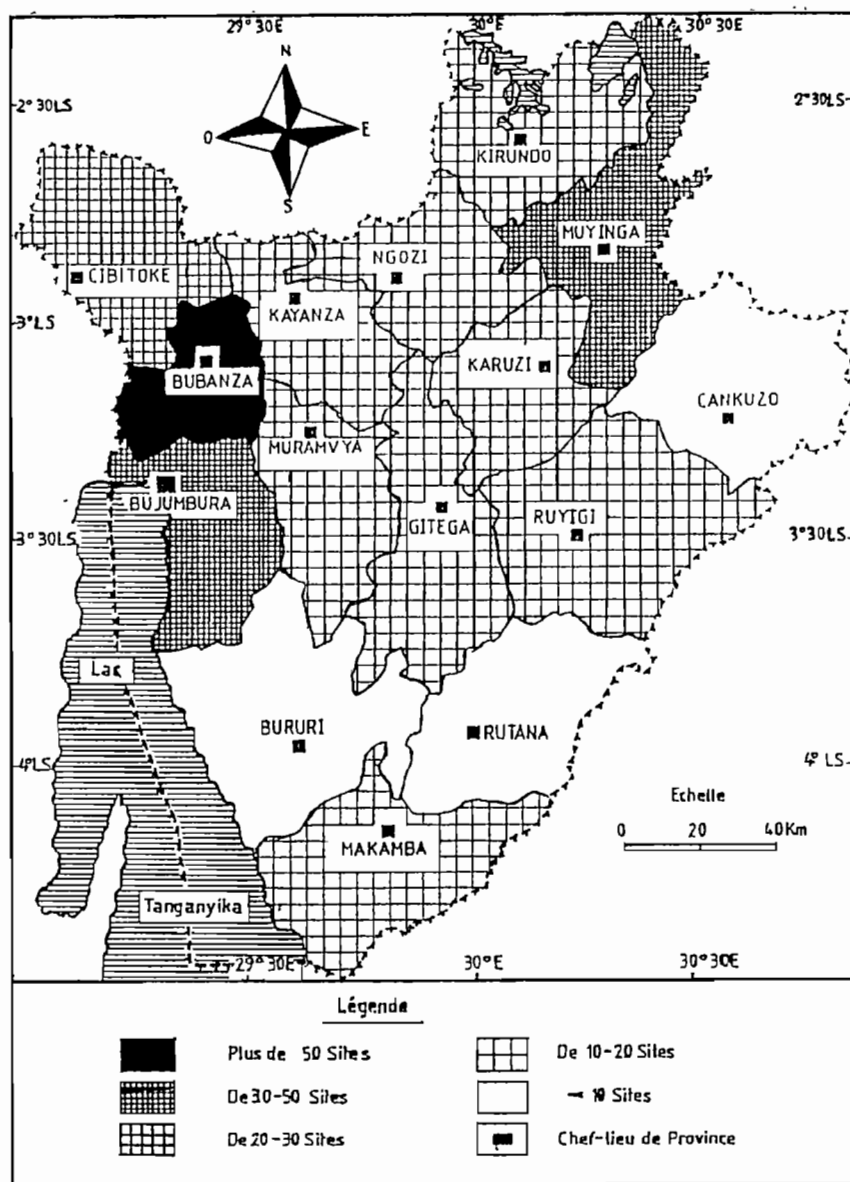 29°30E 30°E 30°30E
N
2°30LS 2°30LS
O E
KIRUNDO
S
MUYINGA
NGOZI
CIBITOKE
KAYANZA
3°LS 3°LS
KARUZI
BUBANZA
CANKUZO
MURAMVYA
BUJUMBURA
GITEGA RUYIGI
3°30LS 3°30LS
Lac
BURURI RUTANA
4°LS 4°LS
Echelle
0 20 40Km
MAKAMBA
Tanganyika
29°30E 30°E 30°30E
Légende
Plus de 50 Sites De 10-20 Sites
De 30-50 Sites < 10 Sites
De 20-30 Sites Chef-lieu de Province